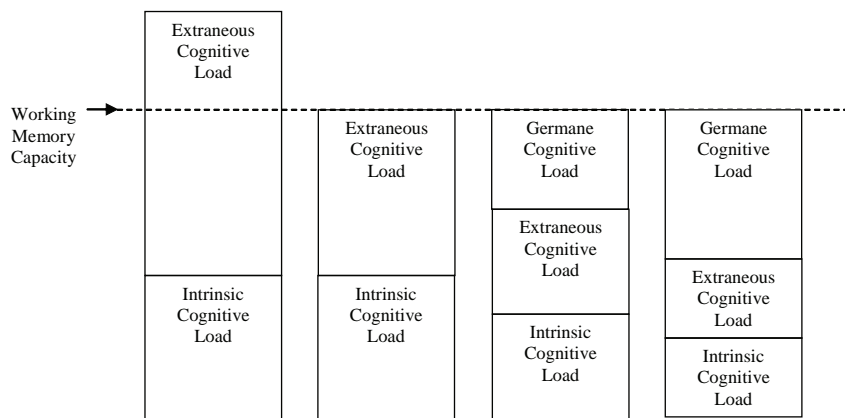 Extraneous
Cognitive
Load
Working
Memory
Capacity
Intrinsic
Cognitive
Load
Extraneous
Cognitive
Load
Intrinsic
Cognitive
Load
Germane
Cognitive
Load
Extraneous
Cognitive
Load
Intrinsic
Cognitive
Load
Germane
Cognitive
Load
Extraneous
Cognitive
Load
Intrinsic
Cognitive
Load